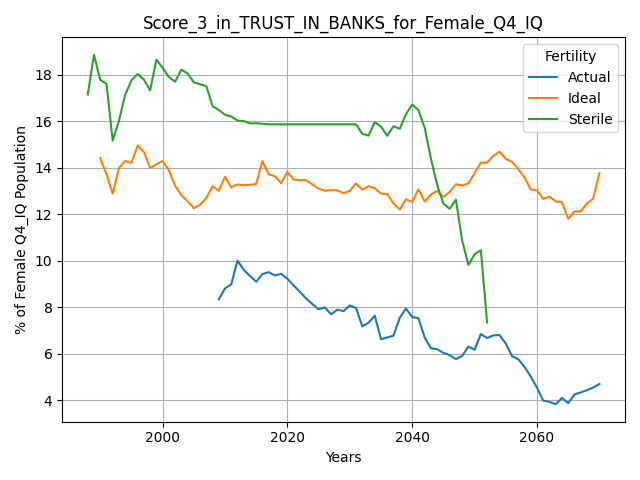 Score_3_in_TRUST_IN_BANKS_for_Female_Q4_IQ
Fertility
Actual
Ideal
Sterile
% of Female Q4_IQ Population
18
16
14
12
10
8
6
4
2000 2020 2040 2060
Years